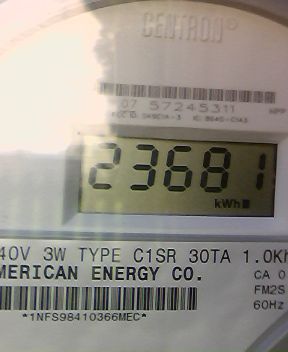 CENTRON®
07 57245311
23681
kWh
40V 3W TYPE C1SR 30TA 1.0Kh
MERICAN ENERGY CO.
CA 0
FM2S
60Hz
*1NFS98410366MEC*